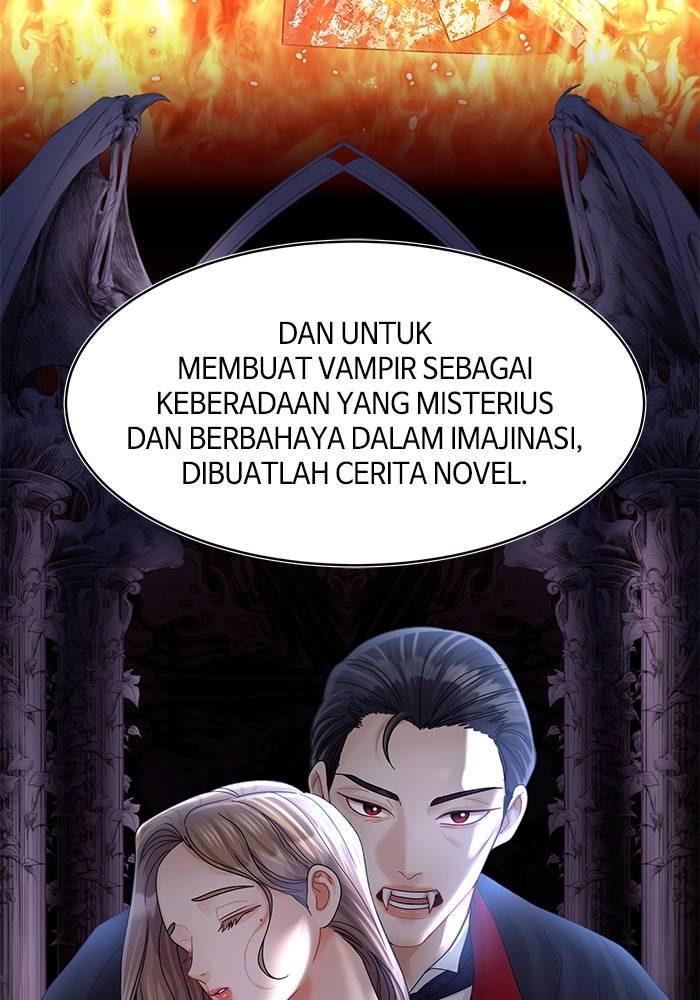 DAN UNTUK
MEMBUAT VAMPIR SEBAGAI
KEBERADAAN YANG MISTERIUS
DAN BERBAHAYA DALAM IMAJINASI,
DIBUATLAH CERITA NOVEL.